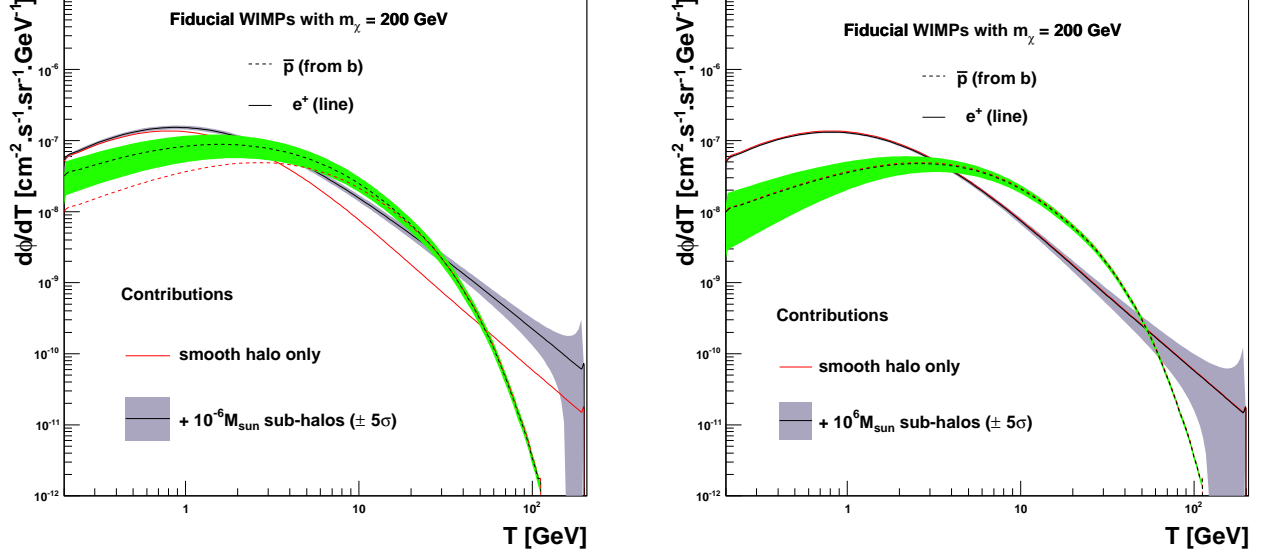 Fiducial WIMPs with mχ = 200 GeV
p̅ (from b)
e⁺ (line)
dϕ/dT [cm⁻².s⁻¹.sr⁻¹.GeV⁻¹]
10⁻⁶
10⁻⁷
10⁻⁸
10⁻⁹
10⁻¹⁰
10⁻¹¹
10⁻¹²
Contributions
smooth halo only
+ 10⁻⁶M_sun sub-halos (± 5σ)
1
10
10²
T [GeV]
Fiducial WIMPs with mχ = 200 GeV
p̅ (from b)
e⁺ (line)
dϕ/dT [cm⁻².s⁻¹.sr⁻¹.GeV⁻¹]
10⁻⁶
10⁻⁷
10⁻⁸
10⁻⁹
10⁻¹⁰
10⁻¹¹
10⁻¹²
Contributions
smooth halo only
+ 10⁶M_sun sub-halos (± 5σ)
1
10
10²
T [GeV]